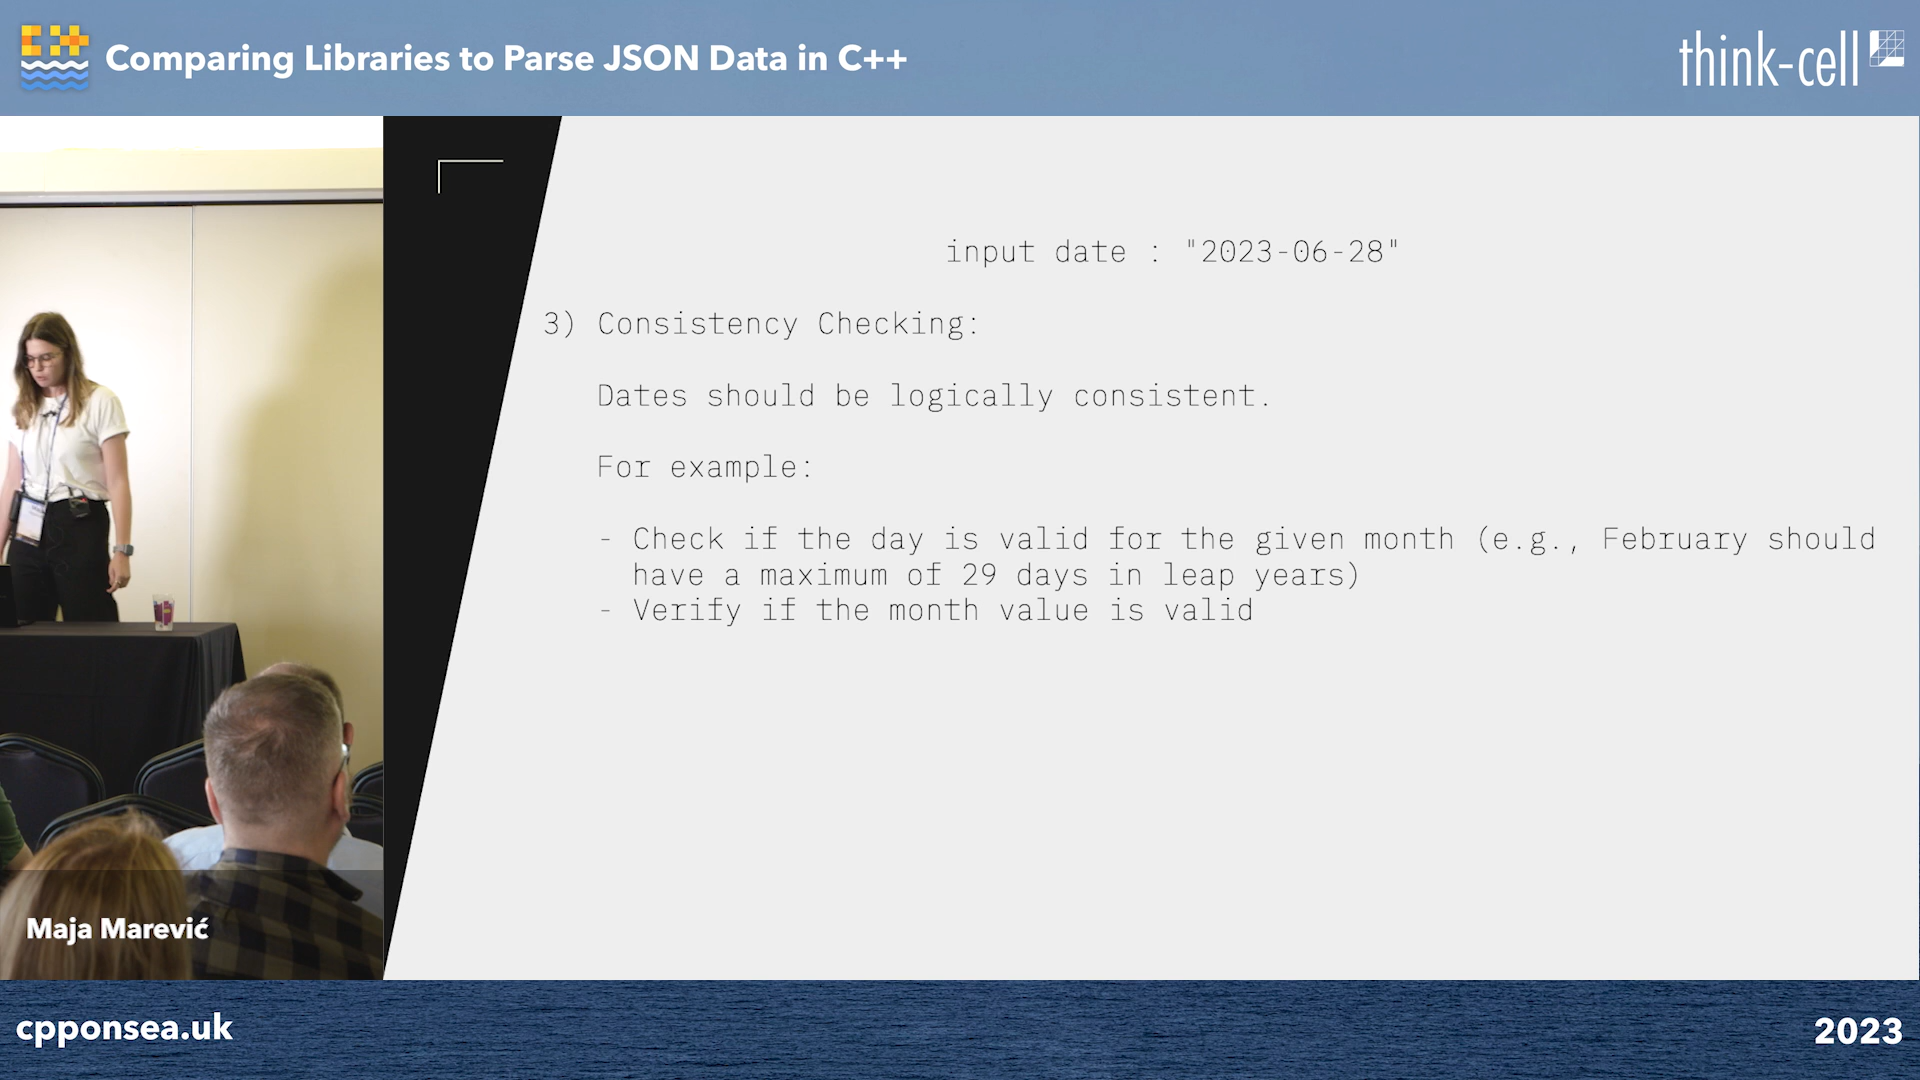 Comparing Libraries to Parse JSON Data in C++
think-cell
input date : "2023-06-28"
3) Consistency Checking:
Dates should be logically consistent.
For example:
- Check if the day is valid for the given month (e.g., February should
have a maximum of 29 days in leap years)
- Verify if the month value is valid
Maja Marević
cpponsea.uk
2023